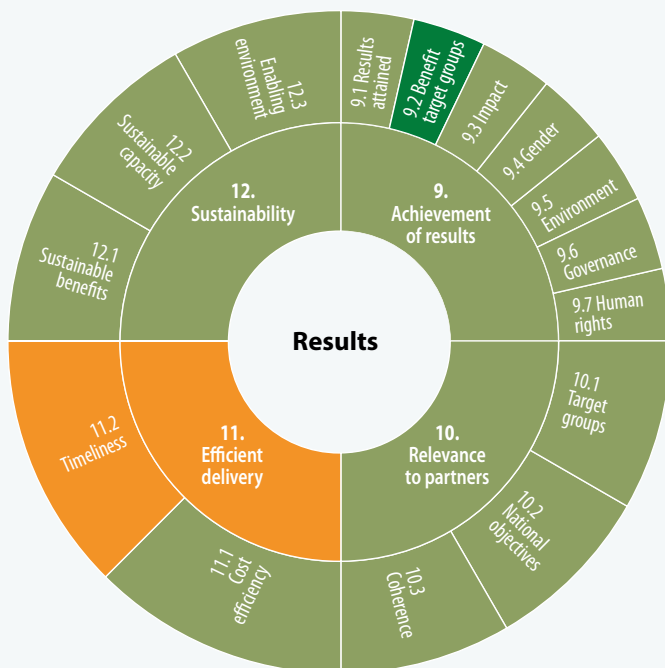 Results
9.
Achievement
of results
9.1 Results
attained
9.2 Benefit
target groups
9.3 Impact
9.4 Gender
9.5
Environment
9.6
Governance
9.7 Human
rights
10.
Relevance
to partners
10.1
Target
groups
10.2
National
objectives
10.3
Coherence
11.
Efficient
delivery
11.1 Cost
efficiency
11.2
Timeliness
12.
Sustainability
12.1
Sustainable
benefits
12.2
Sustainable
capacity
12.3
Enabling
environment